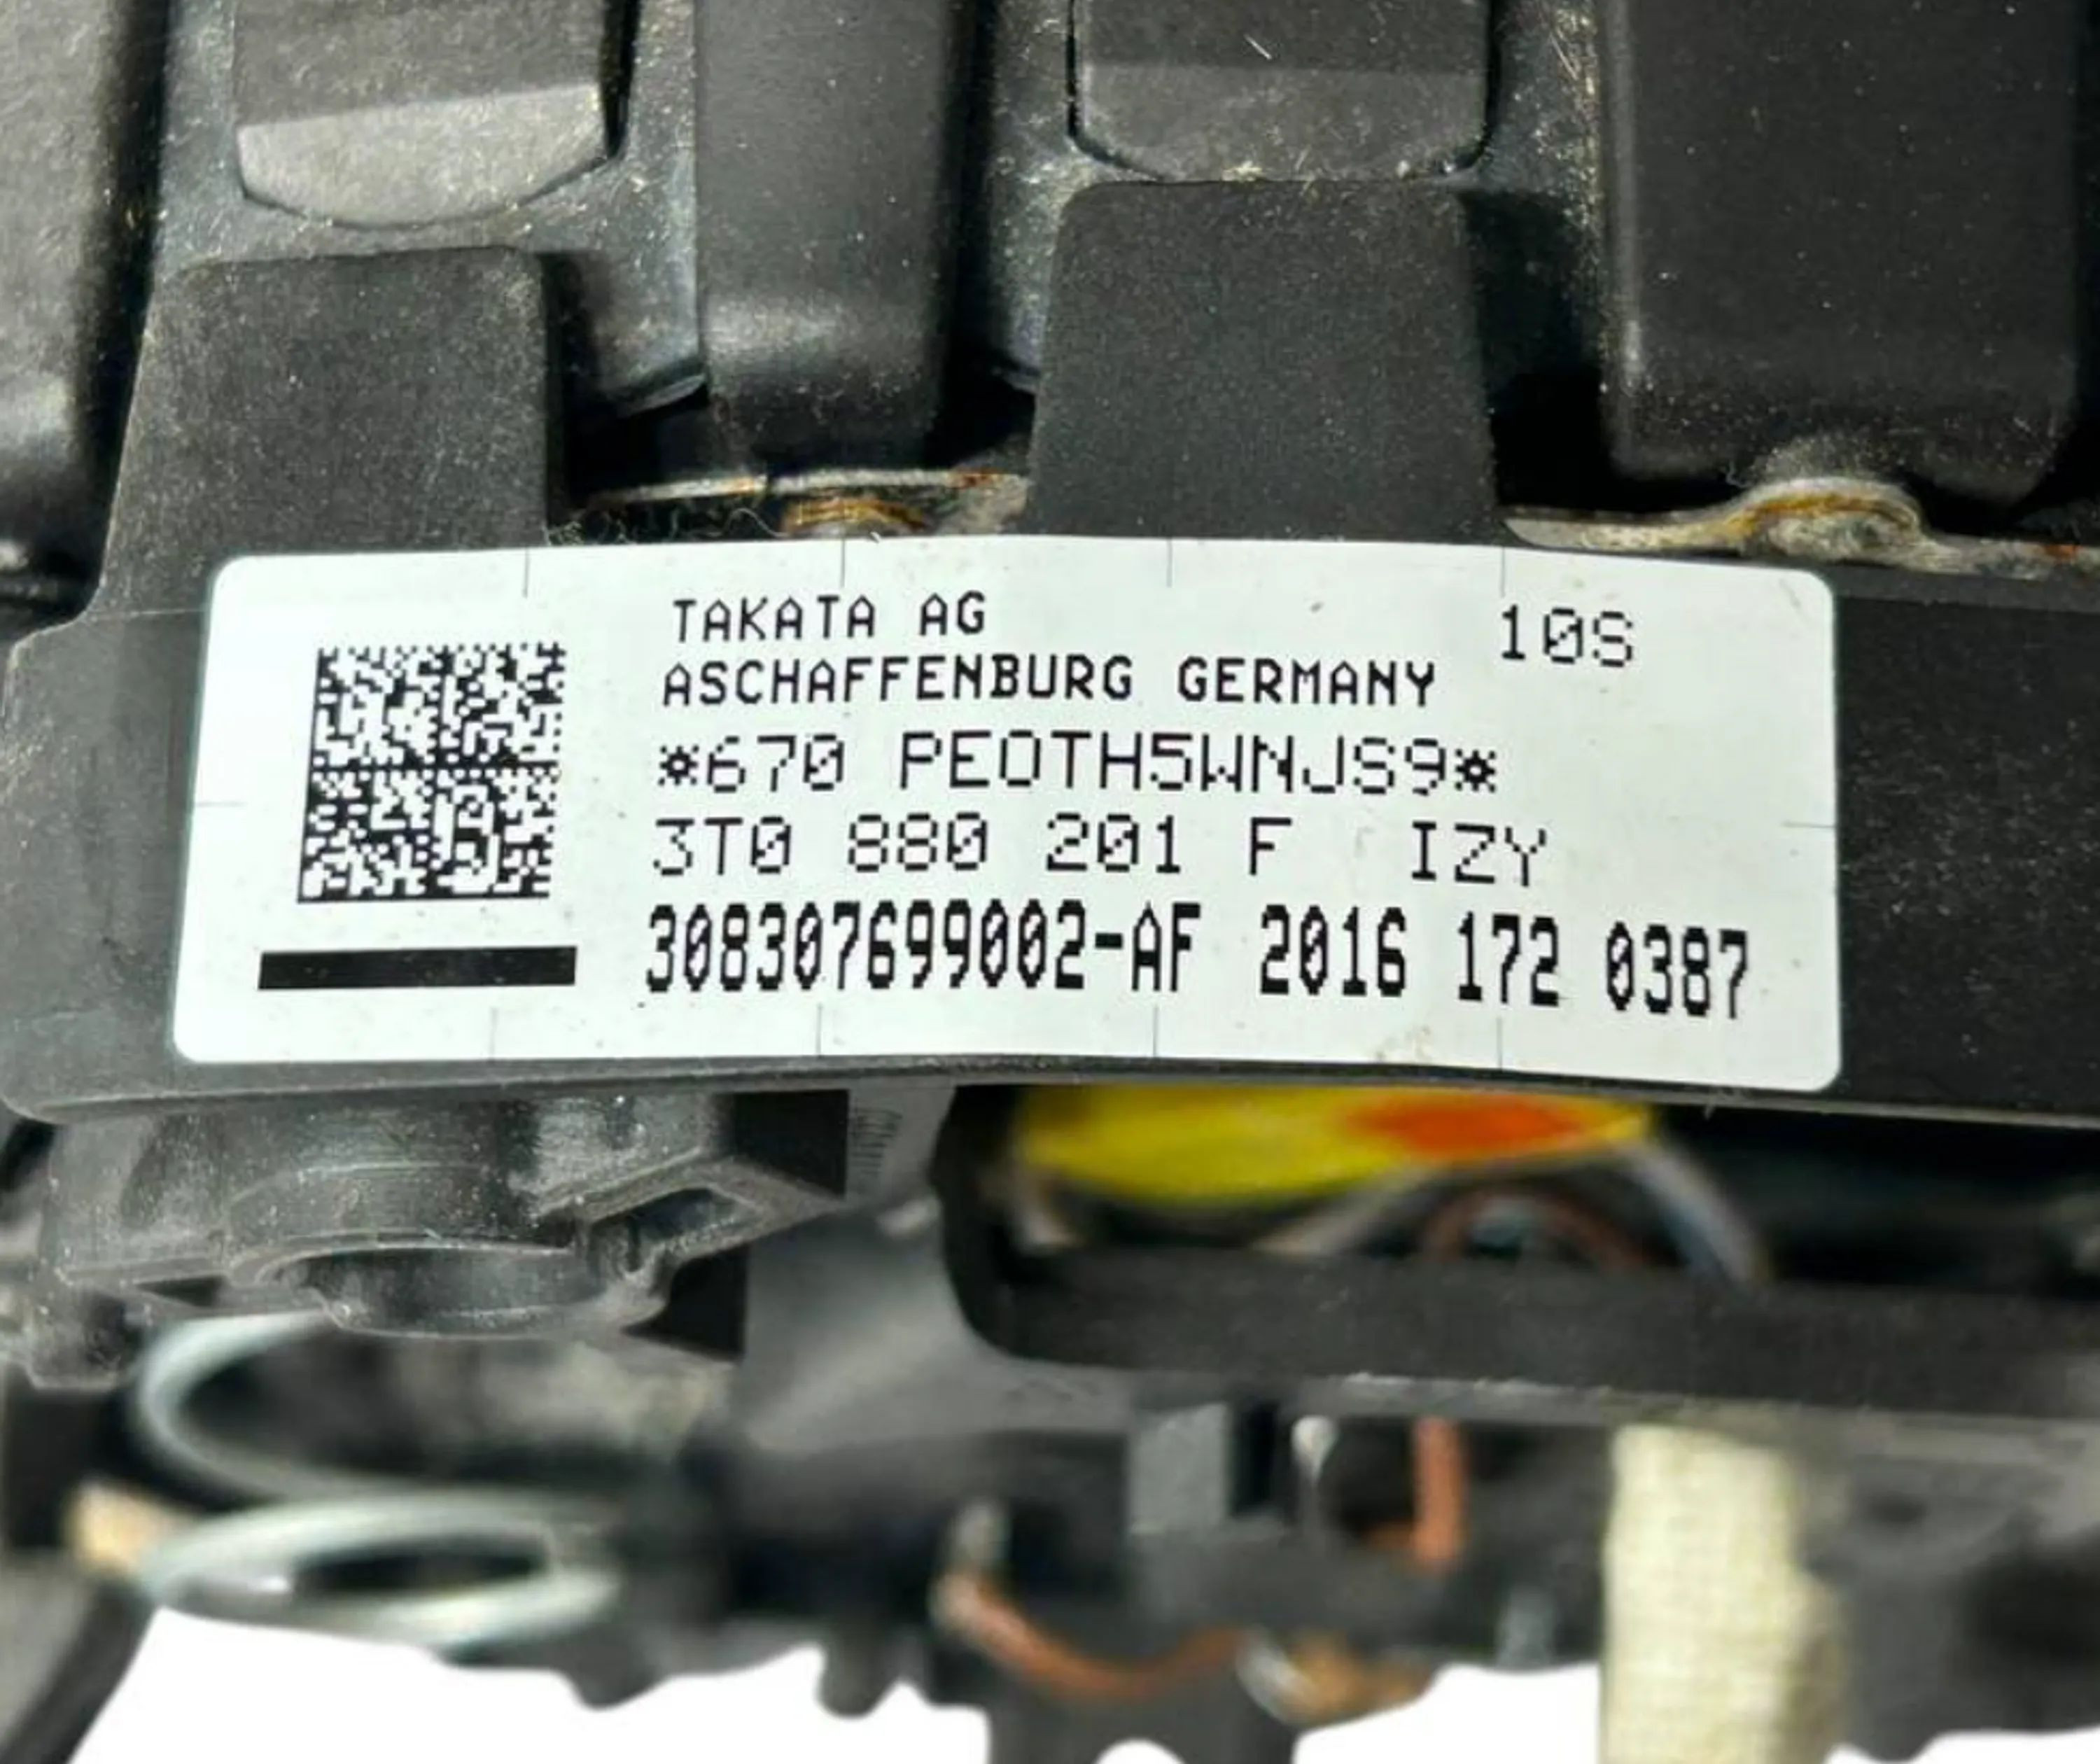 TAKATA AG 10S
ASCHAFFENBURG GERMANY
*670 PEOTH5WNJS9*
3T0 880 201 F IZY
308307699002-AF 2016 172 0387